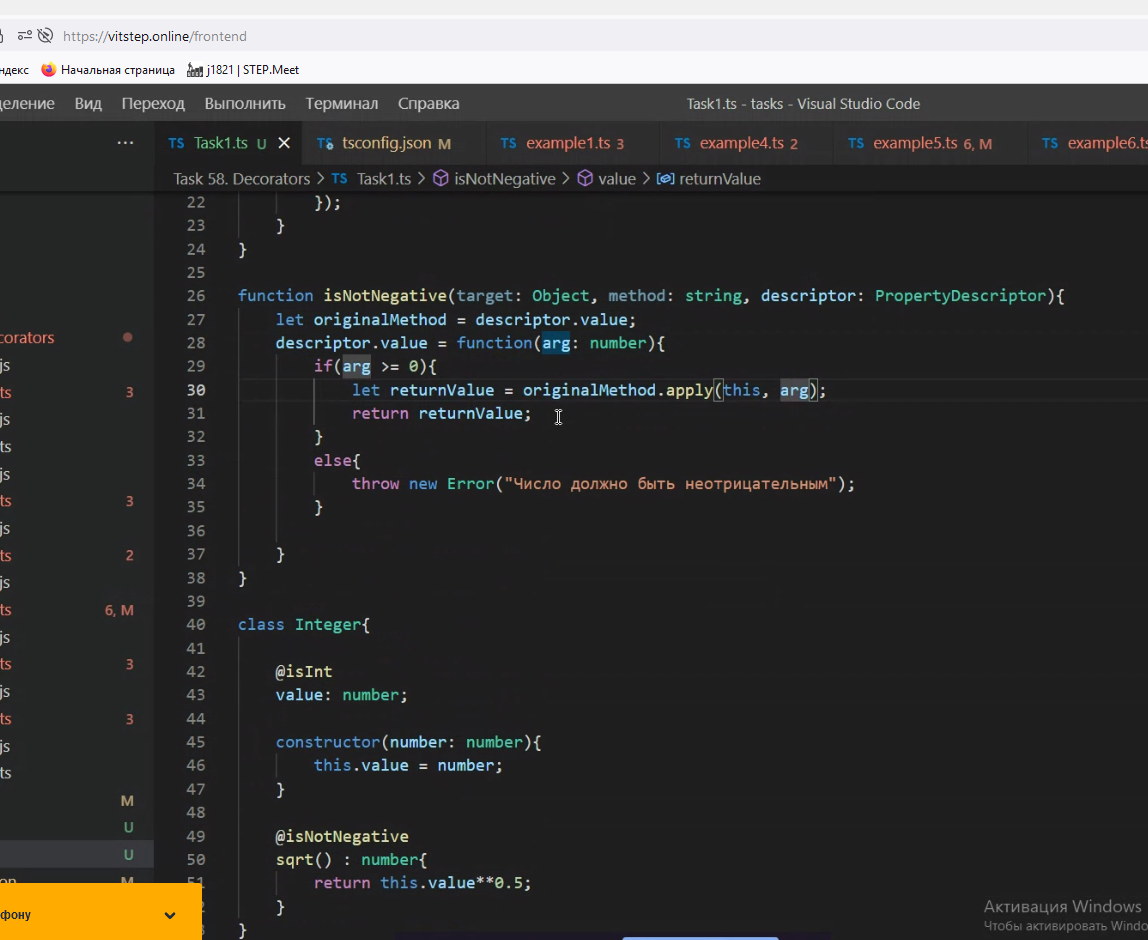 https://vitstep.online/frontend
ндекс Начальная страница j1821 | STEP.Meet
деление Вид Переход Выполнить Терминал Справка Task1.ts - tasks - Visual Studio Code
··· TS Task1.ts U TS tsconfig.json M TS example1.ts 3 TS example4.ts 2 TS example5.ts 6, M TS example6.ts
Task 58. Decorators > TS Task1.ts > isNotNegative > value > returnValue
22 });
23 }
24 }
25
26 function isNotNegative(target: Object, method: string, descriptor: PropertyDescriptor){
27 let originalMethod = descriptor.value;
28 descriptor.value = function(arg: number){
corators
29 if(arg >= 0){
js
30 let returnValue = originalMethod.apply(this, arg);
ts 3
31 return returnValue;
js
32 }
ts
33 else{
js
34 throw new Error("Число должно быть неотрицательным");
ts 3
35 }
js
36
37 }
ts 2
38 }
js
39
ts 6, M
40 class Integer{
js
41
ts 3
42 @isInt
js
43 value: number;
44
ts 3
45 constructor(number: number){
js
46 this.value = number;
ts
47 }
M
48
U
49 @isNotNegative
U
50 sqrt() : number{
on M
51 return this.value**0.5;
}
фону
}
Активация Windows
Чтобы активировать Windo